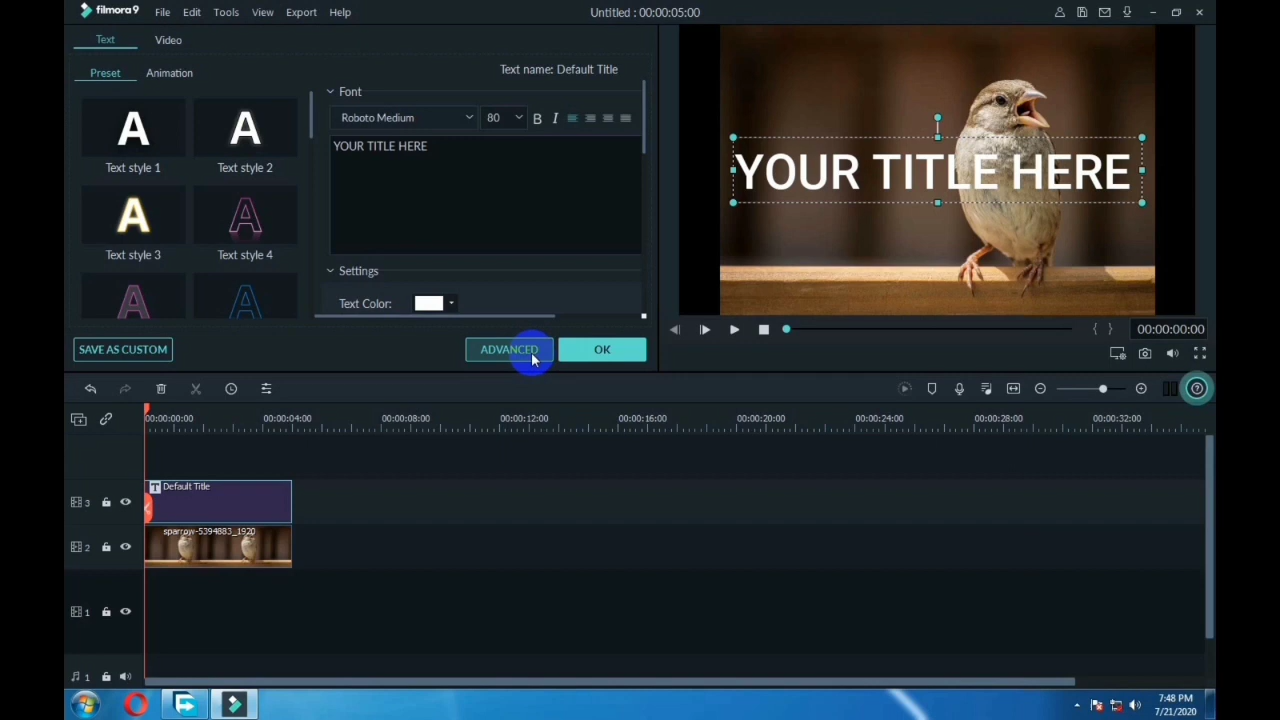 filmora9 File Edit Tools View Export Help Untitled : 00:00:05:00
Text Video
Preset Animation Text name: Default Title
Font
Roboto Medium 80 B I
YOUR TITLE HERE
Text style 1 Text style 2
Text style 3 Text style 4
Settings
Text Color:
SAVE AS CUSTOM ADVANCED OK
YOUR TITLE HERE
00:00:00:00
00:00:00:00 00:00:04:00 00:00:08:00 00:00:12:00 00:00:16:00 00:00:20:00 00:00:24:00 00:00:28:00 00:00:32:00
T Default Title
3
sparrow-5394883_1920
2
1
1
7:48 PM
7/21/2020